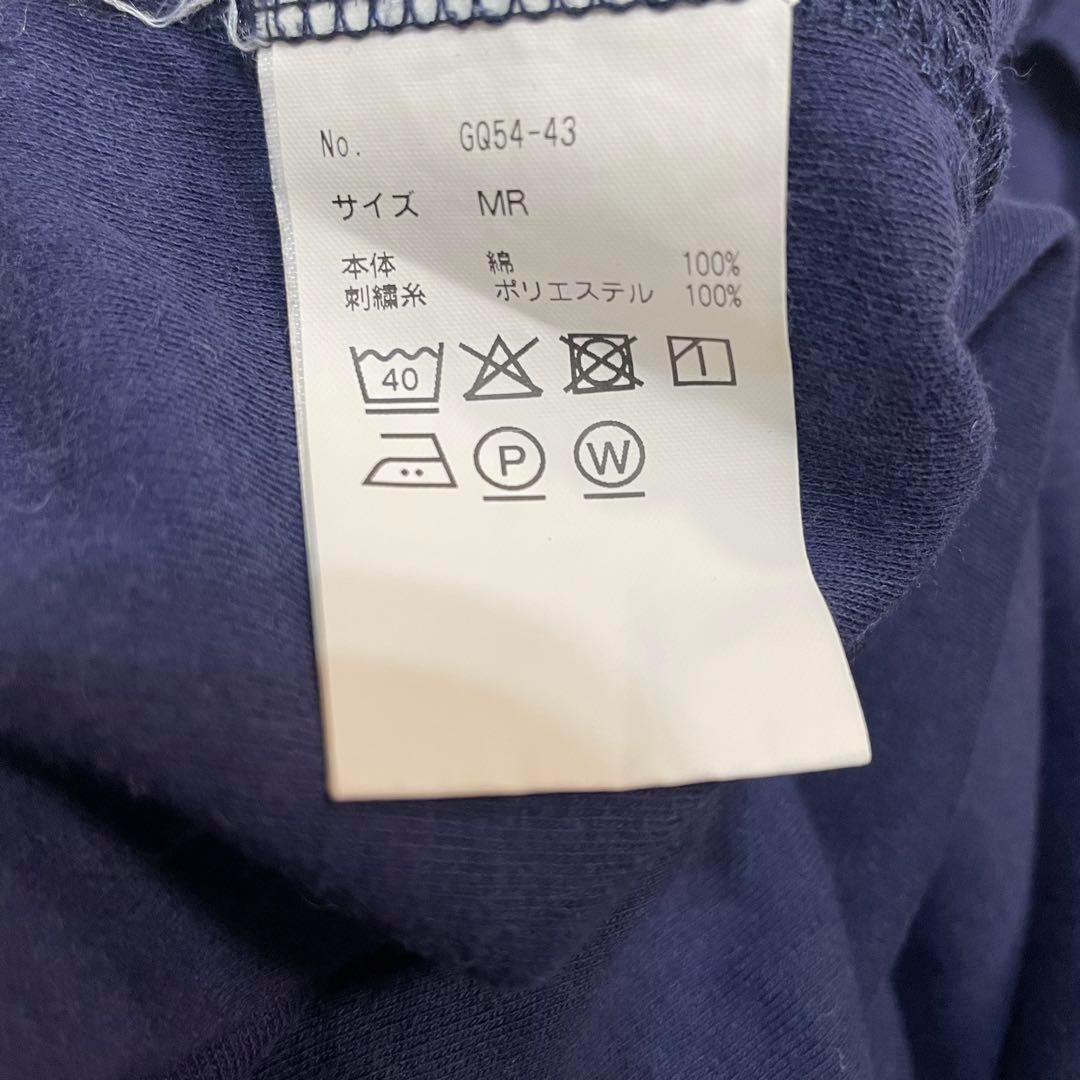 No. GQ54-43
サイズ MR
本体 綿 100%
刺繍糸 ポリエステル 100%
40
P W